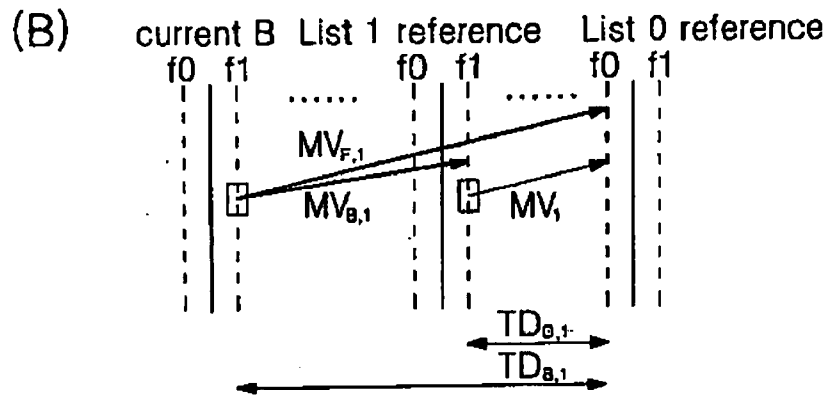 (B) current B List 1 reference List 0 reference
f0 f1 f0 f1 f0 f1
MV_F,1
MV_B,1 MV_1
TD_D,1
TD_B,1